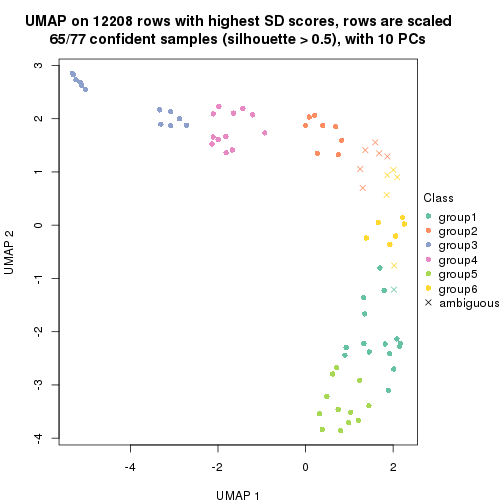 UMAP on 12208 rows with highest SD scores, rows are scaled
65/77 confident samples (silhouette > 0.5), with 10 PCs
3
2
1
0
-1
-2
-3
-4
UMAP 2
-4
-2
0
2
UMAP 1
Class
group1
group2
group3
group4
group5
group6
ambiguous